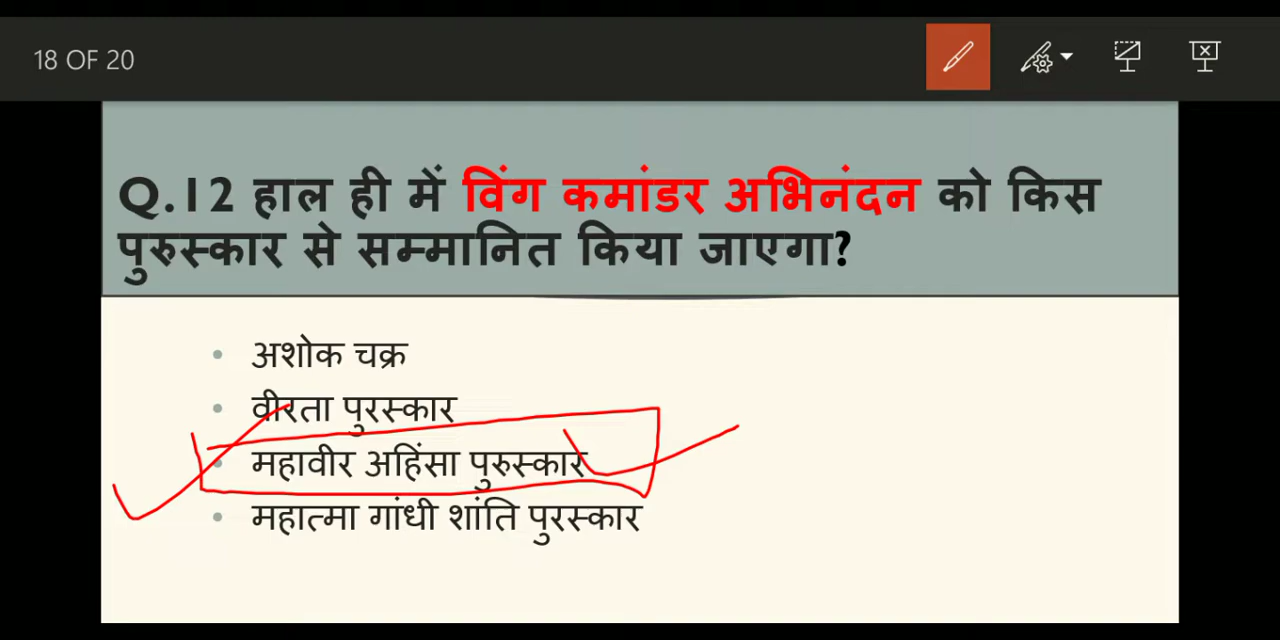 18 OF 20
Q.12 हाल ही में विंग कमांडर अभिनंदन को किस
पुरुस्कार से सम्मानित किया जाएगा?
• अशोक चक्र
• वीरता पुरस्कार
• महावीर अहिंसा पुरुस्कार
• महात्मा गांधी शांति पुरस्कार